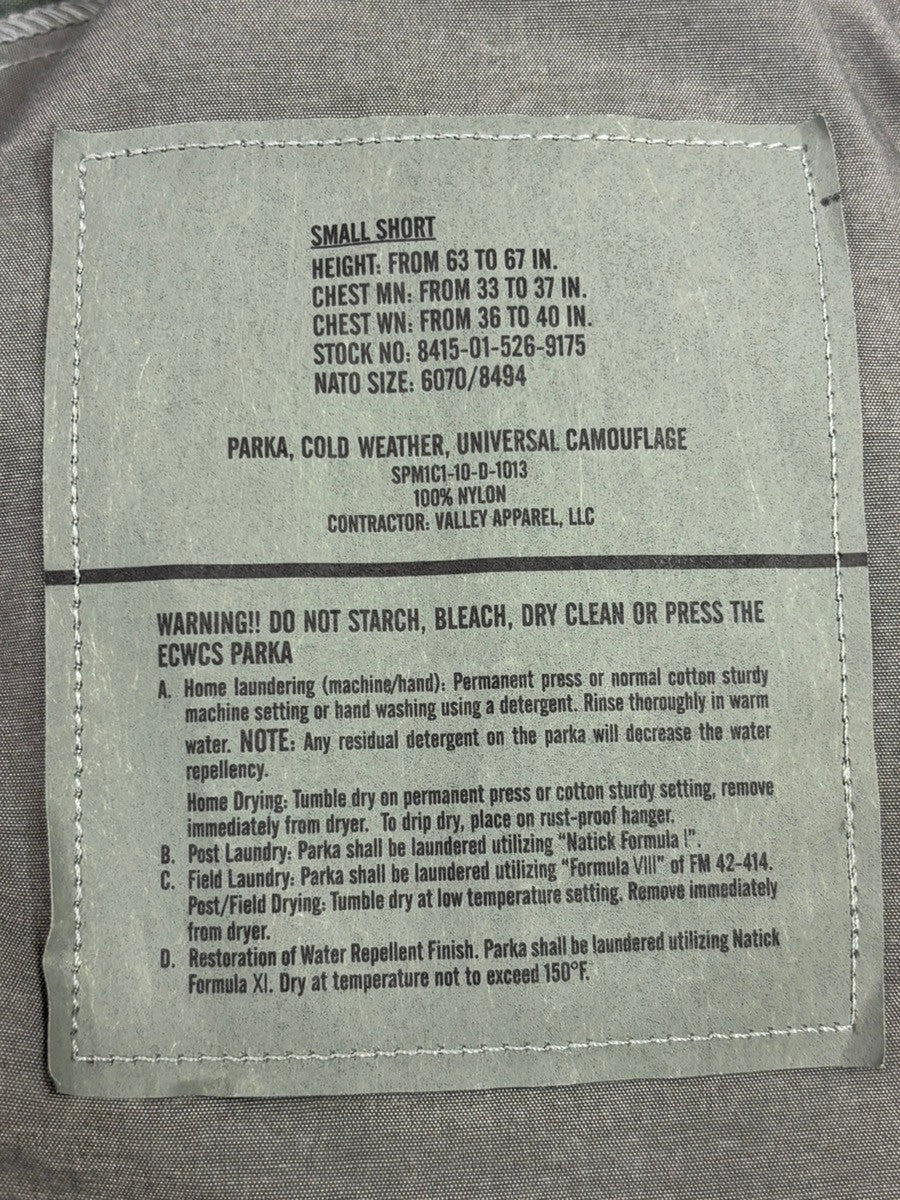 SMALL SHORT
HEIGHT: FROM 63 TO 67 IN.
CHEST MN: FROM 33 TO 37 IN.
CHEST WN: FROM 36 TO 40 IN.
STOCK NO: 8415-01-526-9175
NATO SIZE: 6070/8494
PARKA, COLD WEATHER, UNIVERSAL CAMOUFLAGE
SPM1C1-10-D-1013
100% NYLON
CONTRACTOR: VALLEY APPAREL, LLC
WARNING!! DO NOT STARCH, BLEACH, DRY CLEAN OR PRESS THE
ECWCS PARKA
A. Home laundering (machine/hand): Permanent press or normal cotton sturdy
machine setting or hand washing using a detergent. Rinse thoroughly in warm
water. NOTE: Any residual detergent on the parka will decrease the water
repellency.
Home Drying: Tumble dry on permanent press or cotton sturdy setting, remove
immediately from dryer. To drip dry, place on rust-proof hanger.
B. Post Laundry: Parka shall be laundered utilizing "Natick Formula I".
C. Field Laundry: Parka shall be laundered utilizing "Formula VIII" of FM 42-414.
Post/Field Drying: Tumble dry at low temperature setting. Remove immediately
from dryer.
D. Restoration of Water Repellent Finish. Parka shall be laundered utilizing Natick
Formula XI. Dry at temperature not to exceed 150°F.